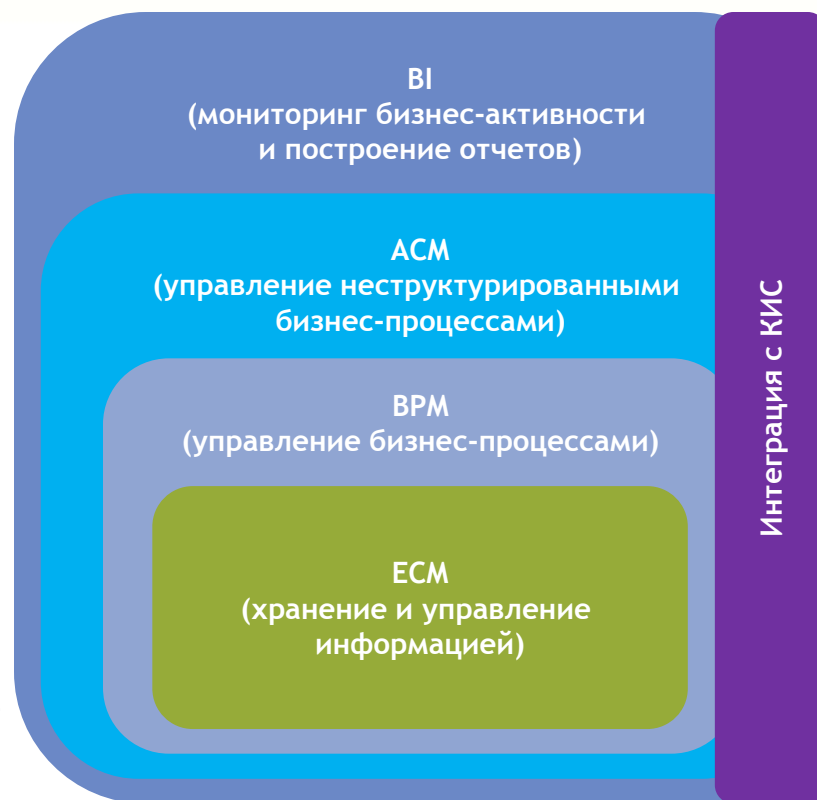 BI
(мониторинг бизнес-активности
и построение отчетов)
ACM
(управление неструктурированными
бизнес-процессами)
BPM
(управление бизнес-процессами)
ECM
(хранение и управление
информацией)
Интеграция с КИС